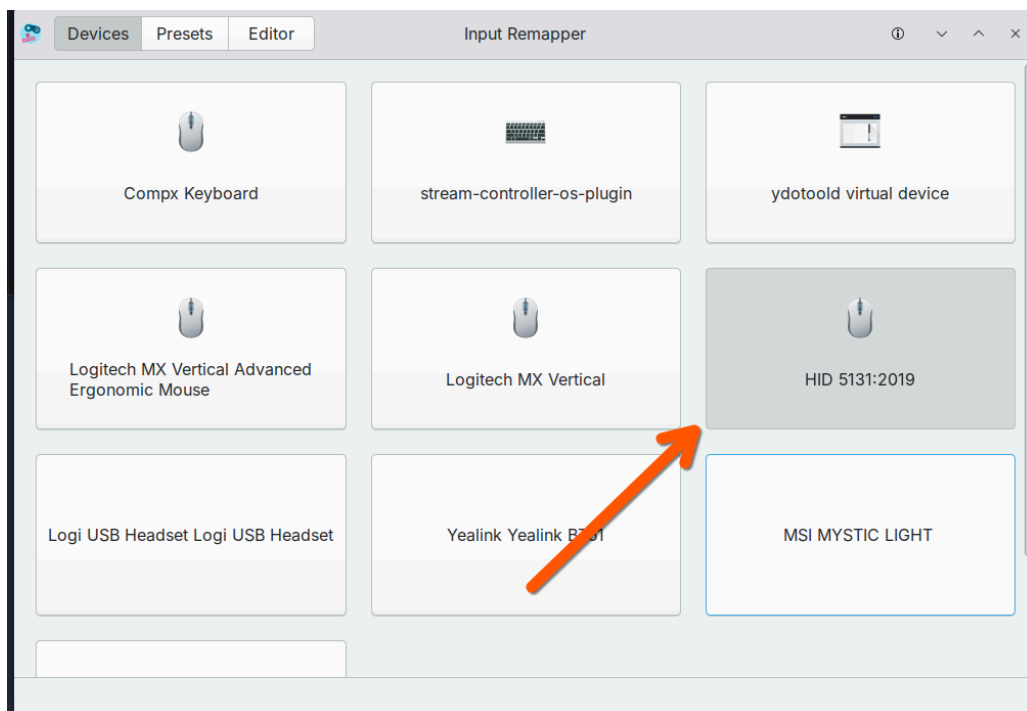 Devices Presets Editor Input Remapper
Compx Keyboard
stream-controller-os-plugin
ydotoold virtual device
Logitech MX Vertical Advanced
Ergonomic Mouse
Logitech MX Vertical
HID 5131:2019
Logi USB Headset Logi USB Headset
Yealink Yealink
MSI MYSTIC LIGHT